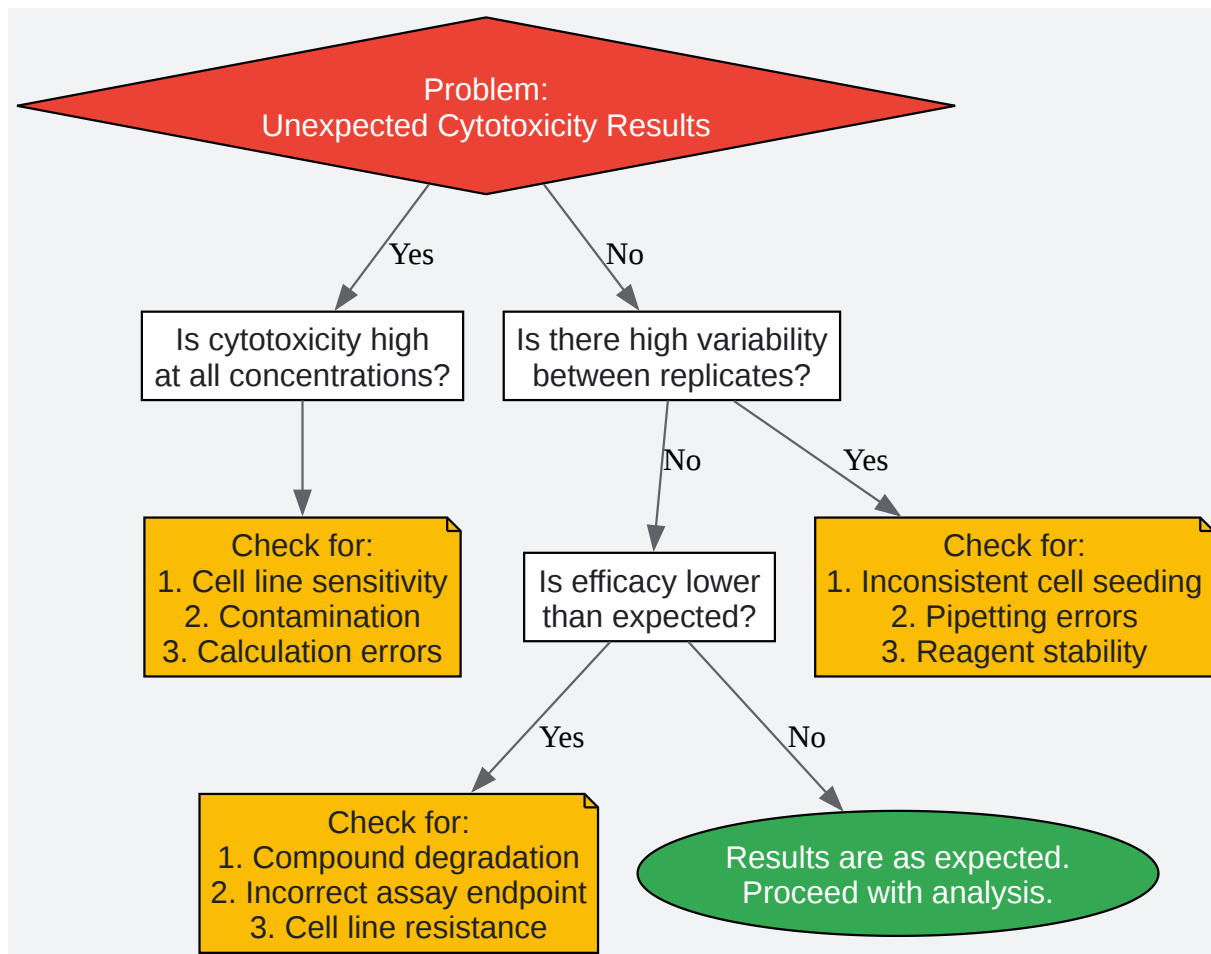 Problem:
Unexpected Cytotoxicity Results
Yes
No
Is cytotoxicity high
at all concentrations?
Is there high variability
between replicates?
No
Yes
Check for:
1. Cell line sensitivity
2. Contamination
3. Calculation errors
Is efficacy lower
than expected?
Check for:
1. Inconsistent cell seeding
2. Pipetting errors
3. Reagent stability
Yes
No
Check for:
1. Compound degradation
2. Incorrect assay endpoint
3. Cell line resistance
Results are as expected.
Proceed with analysis.